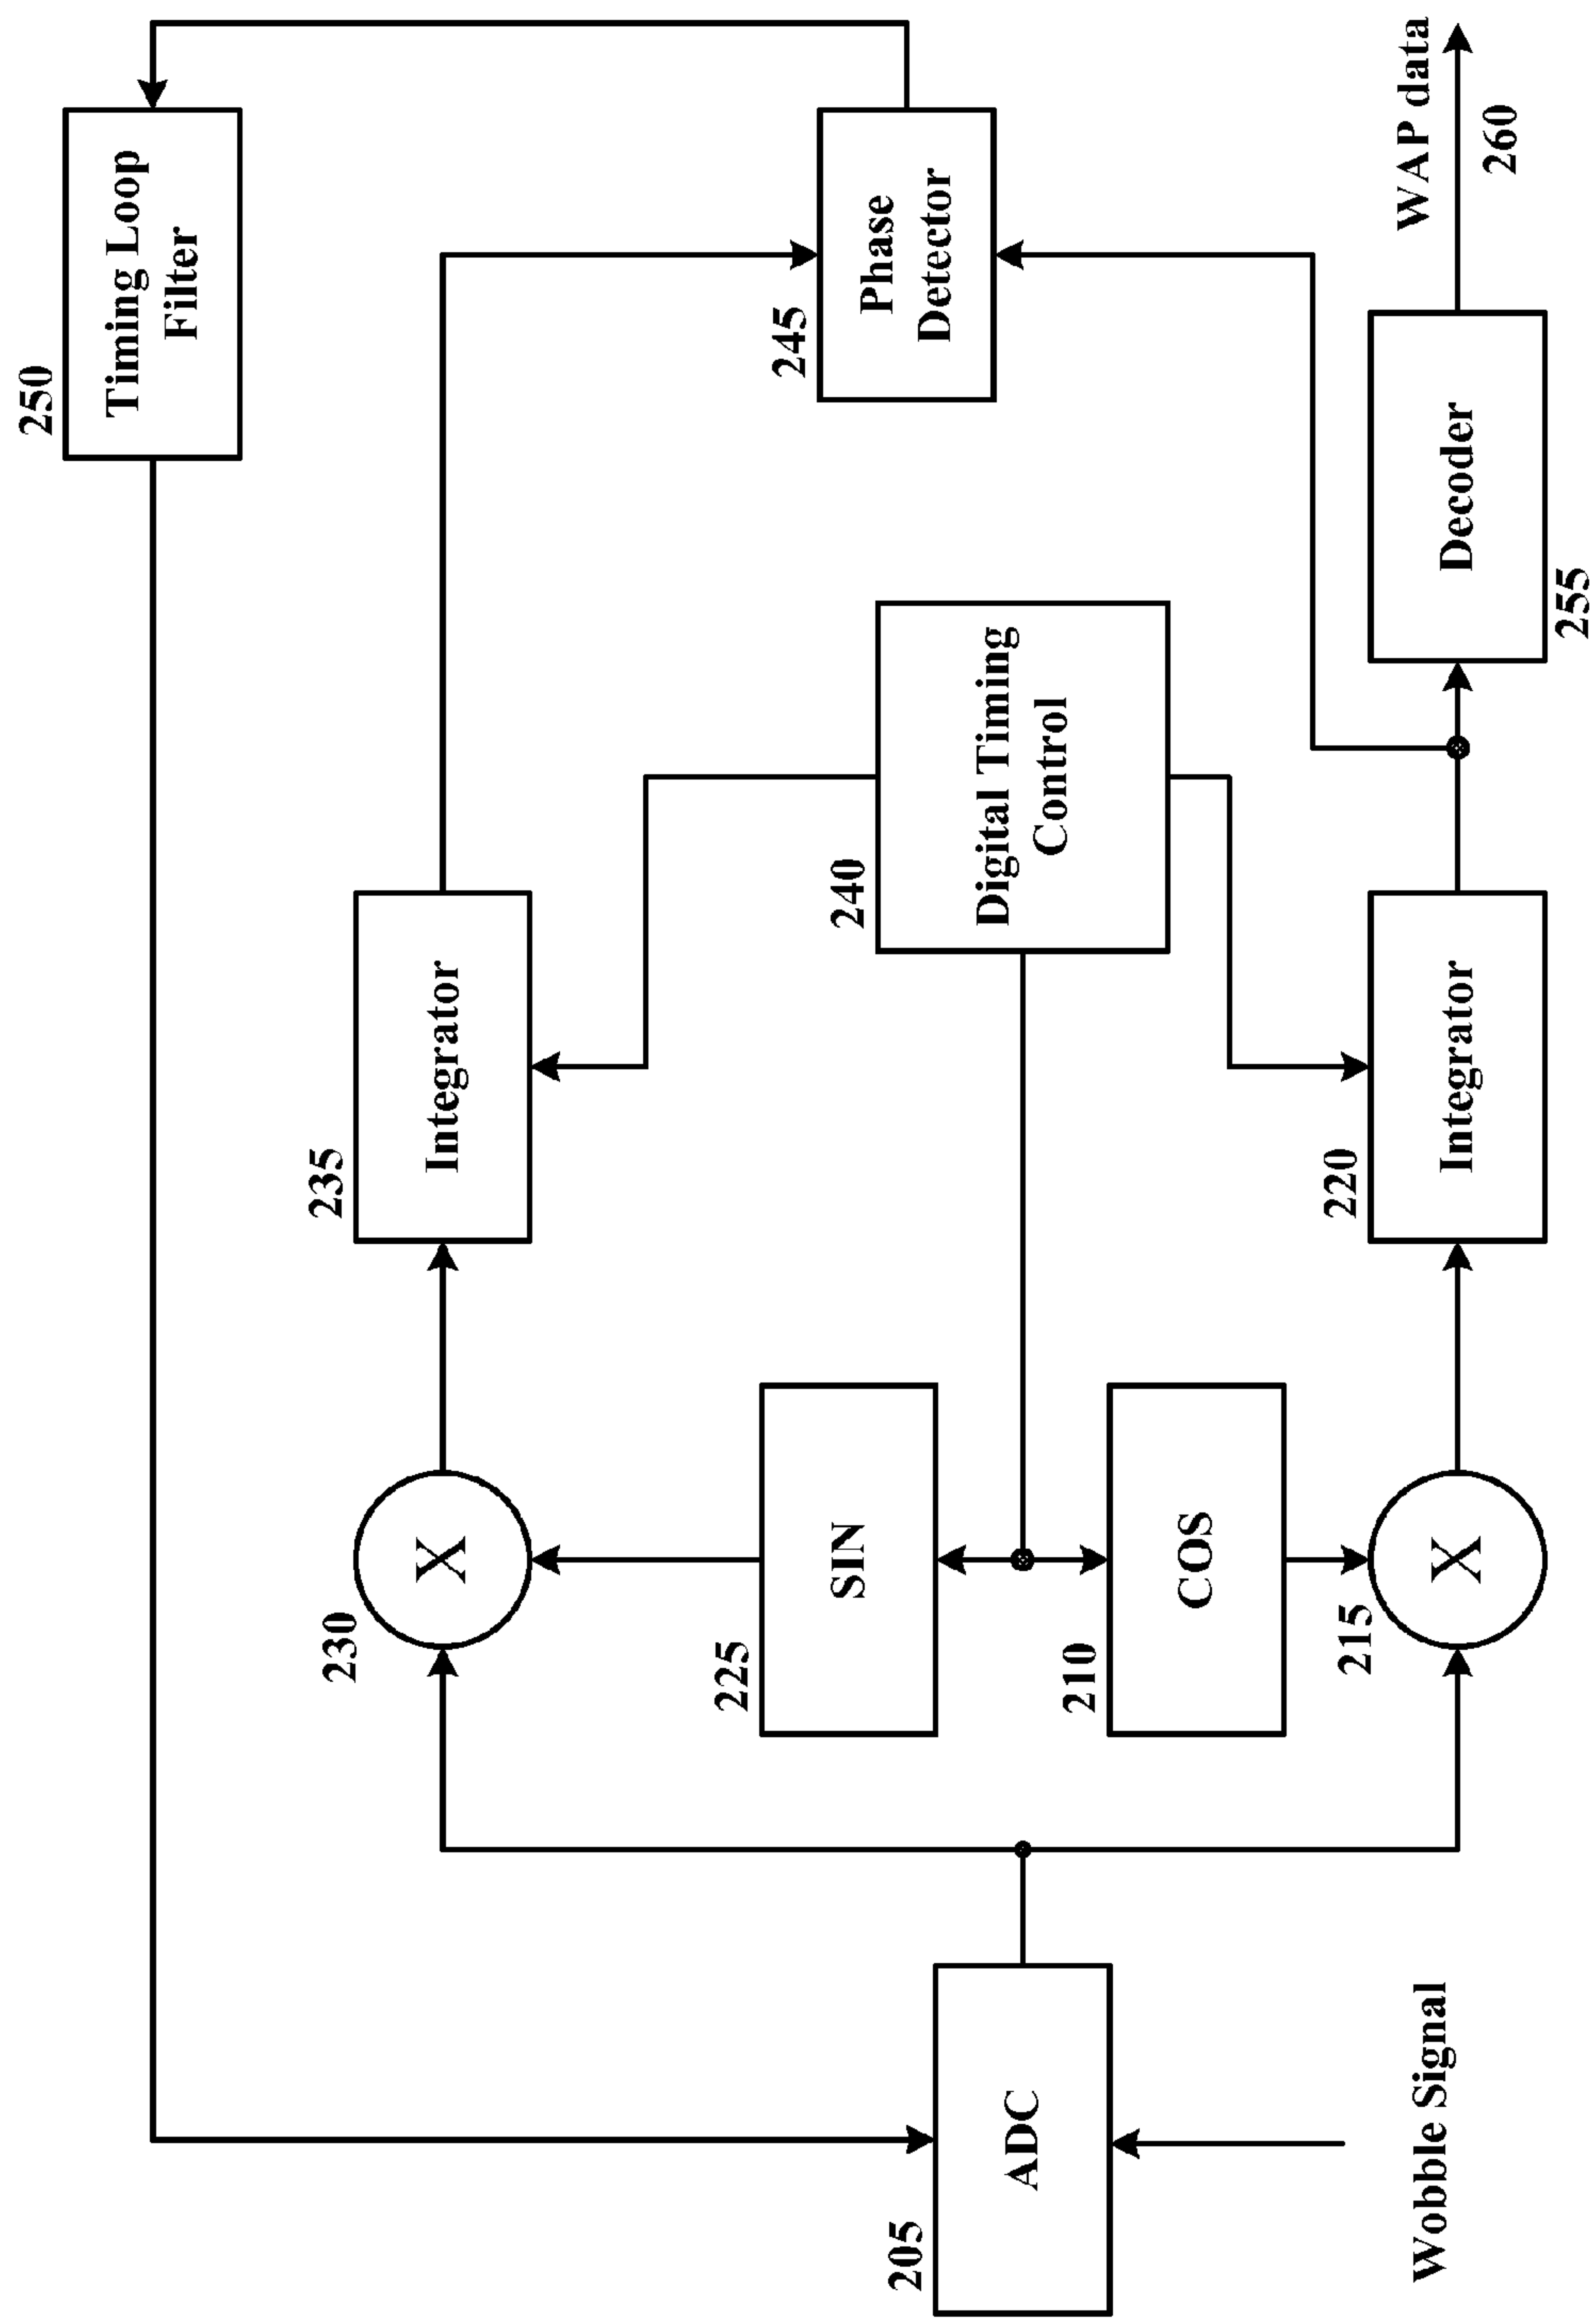 250
Timing Loop
Filter
235
Integrator
230
X
245
Phase
Detector
240
Digital Timing
Control
225
SIN
210
COS
205
ADC
215
X
220
Integrator
255
Decoder
WAP data
260
Wobble Signal